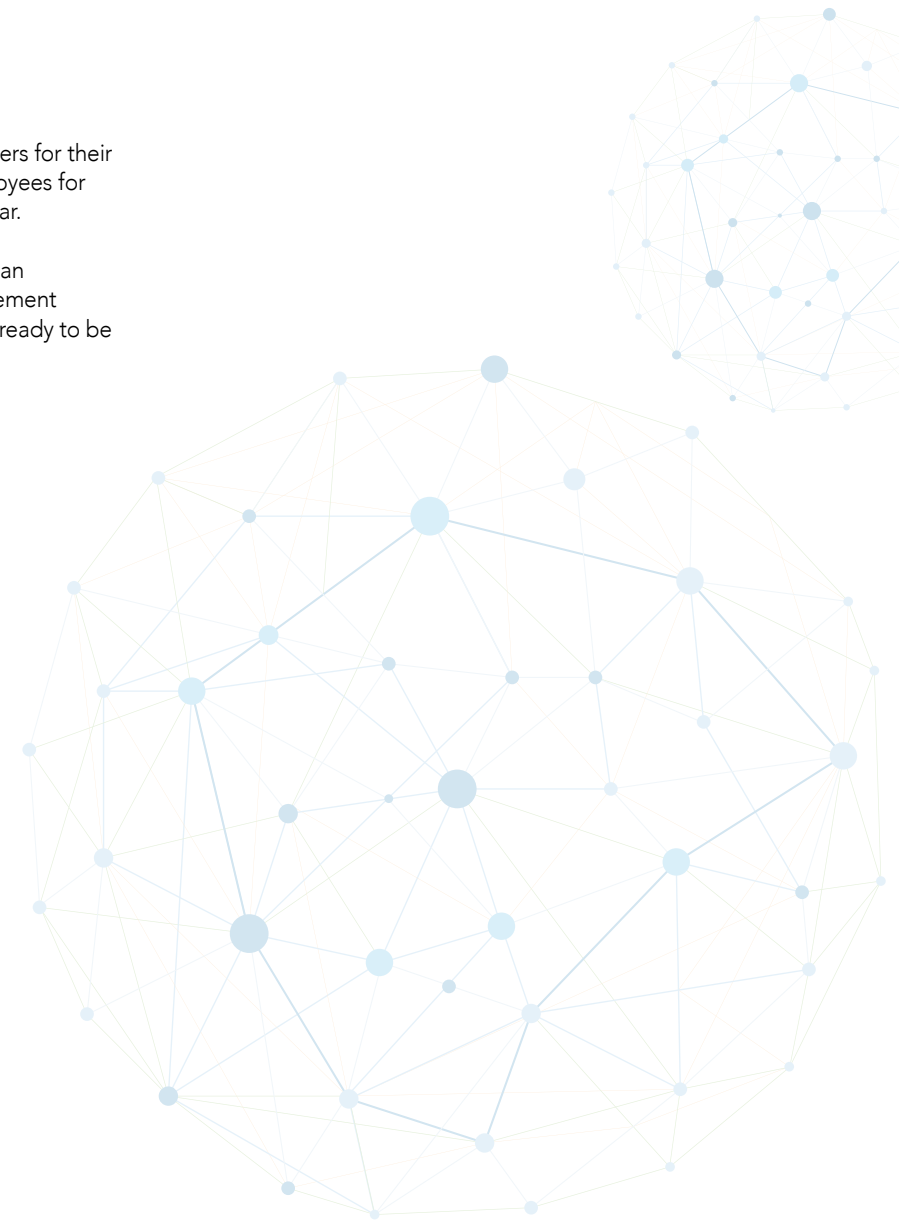 ers for their
oyees for
ar.
an
ement
ready to be